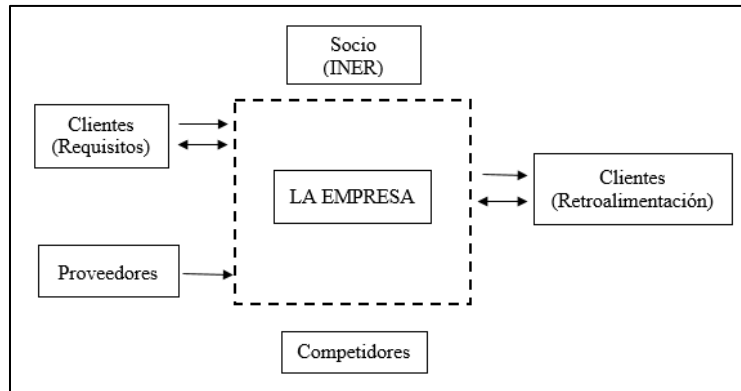 Socio
(INER)
Clientes
(Requisitos)
LA EMPRESA
Clientes
(Retroalimentación)
Proveedores
Competidores